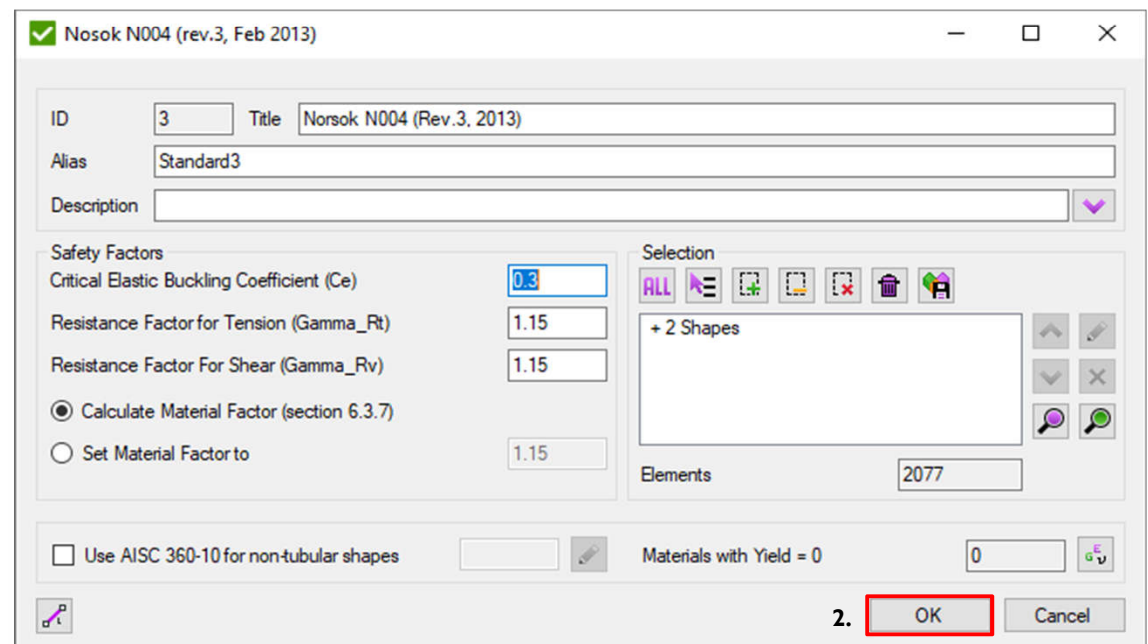 Nosok N004 (rev.3, Feb 2013)
ID 3 Title Norsok N004 (Rev.3, 2013)
Alias Standard3
Description
Safety Factors
Critical Elastic Buckling Coefficient (Ce) 0.3
Resistance Factor for Tension (Gamma_Rt) 1.15
Resistance Factor For Shear (Gamma_Rv) 1.15
Calculate Material Factor (section 6.3.7)
Set Material Factor to 1.15
Selection
ALL
+ 2 Shapes
Elements 2077
Use AISC 360-10 for non-tubular shapes
Materials with Yield = 0 0 G E ν
2. OK Cancel